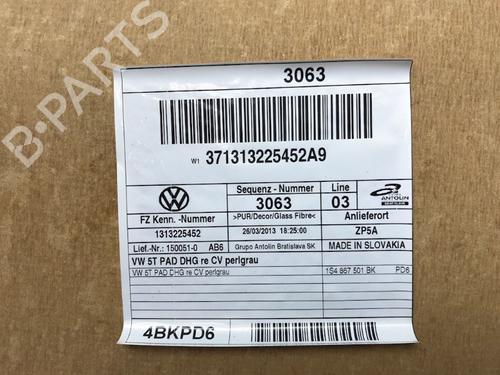 B-PARTS
3063
W1 371313225452A9
Sequenz - Nummer
Line
3063
03
ANTOLIN
FZ Kenn. -Nummer
>PUR/Decor/Glass Fibre<
Anlieferort
1313225452
26/03/2013 18:25:00
ZP5A
Lief.-Nr.: 150051-0 AB6
Grupo Antolin Bratislava SK
MADE IN SLOVAKIA
VW 5T PAD DHG re CV perlgrau
VW 5T PAD DHG re CV perlgrau
1S4 867 501 BK
PD6
4BKPD6